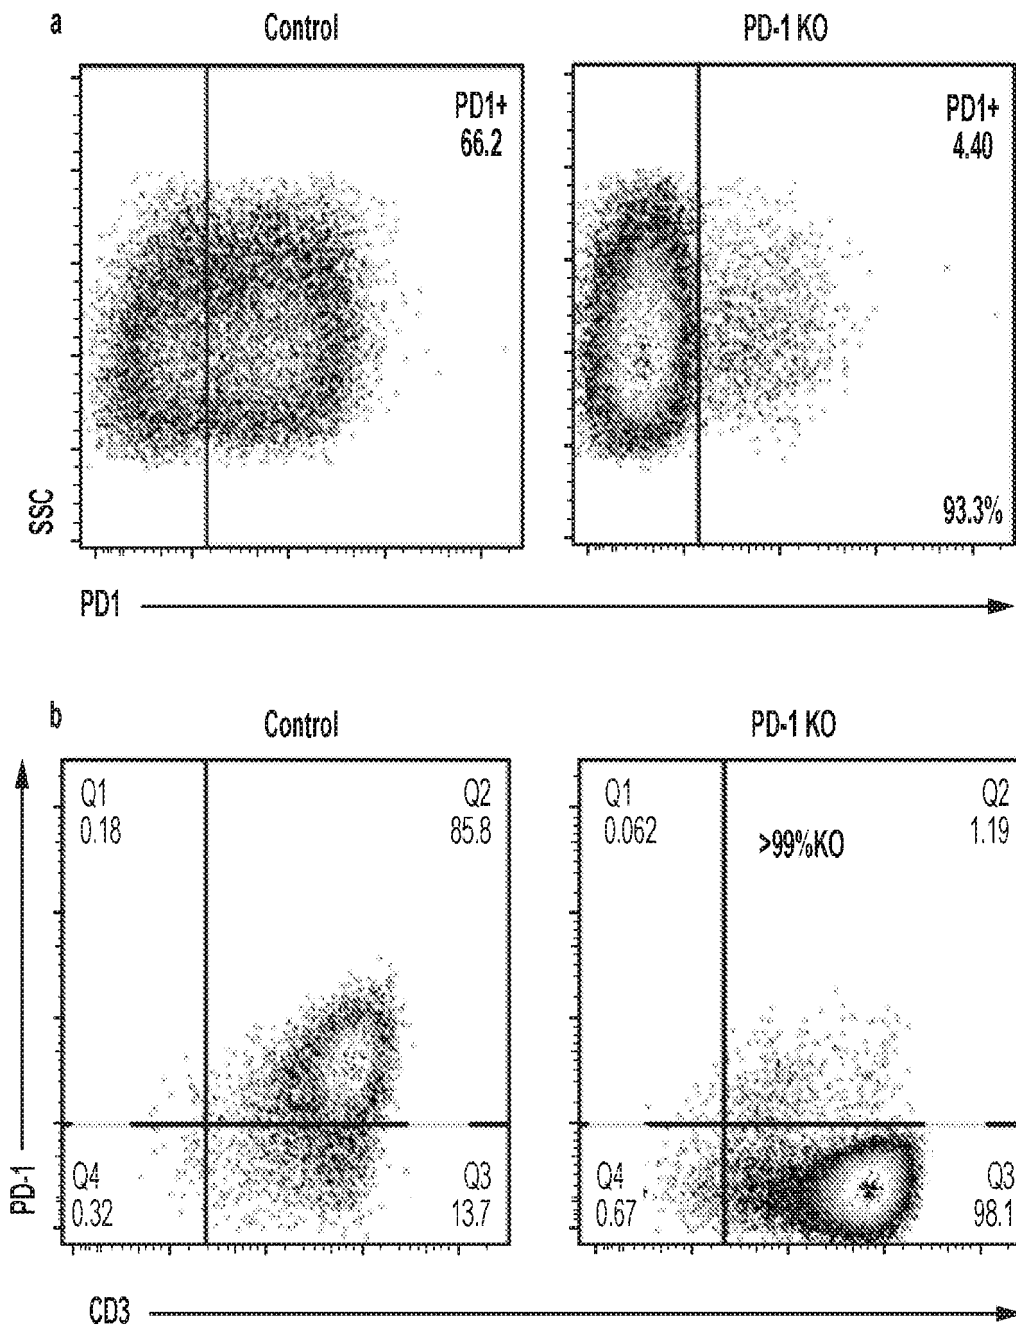 a
Control
PD-1 KO
PD1+
66.2
PD1+
4.40
93.3%
SSC
PD1
b
Control
PD-1 KO
Q1
0.18
Q2
85.8
Q1
0.062
Q2
1.19
>99%KO
PD-1
Q4
0.32
Q3
13.7
Q4
0.67
Q3
98.1
CD3